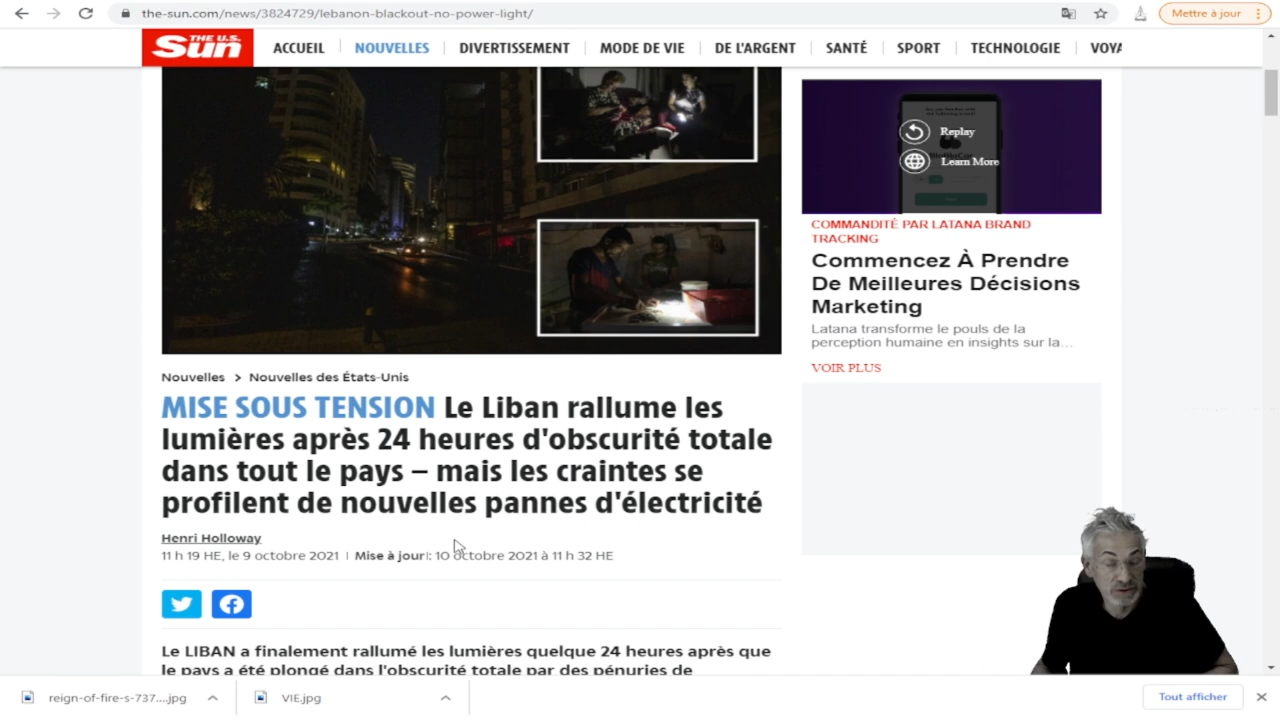 the-sun.com/news/3824729/lebanon-blackout-no-power-light/
Mettre à jour
THE U.S. Sun
ACCUEIL NOUVELLES DIVERTISSEMENT MODE DE VIE DE L'ARGENT SANTÉ SPORT TECHNOLOGIE VOYA
Replay
Learn More
COMMANDITÉ PAR LATANA BRAND
TRACKING
Commencez À Prendre
De Meilleures Décisions
Marketing
Latana transforme le pouls de la
perception humaine en insights sur la…
VOIR PLUS
Nouvelles > Nouvelles des États-Unis
MISE SOUS TENSION Le Liban rallume les
lumières après 24 heures d'obscurité totale
dans tout le pays – mais les craintes se
profilent de nouvelles pannes d'électricité
Henri Holloway
11 h 19 HE, le 9 octobre 2021 | Mise à jour : 10 octobre 2021 à 11 h 32 HE
Le LIBAN a finalement rallumé les lumières quelque 24 heures après que
le pays a été plongé dans l'obscurité totale par des pénuries de
reign-of-fire-s-737....jpg
VIE.jpg
Tout afficher